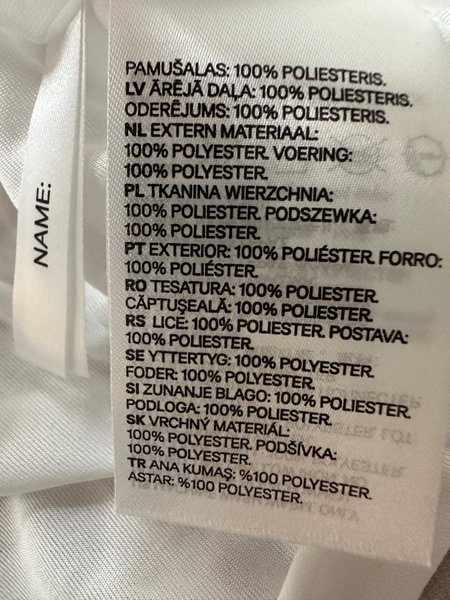 NAME:
PAMUŠALAS: 100% POLIESTERIS.
LV ĀRĒJĀ DAĻA: 100% POLIESTERIS.
ODERĒJUMS: 100% POLIESTERIS.
NL EXTERN MATERIAAL:
100% POLYESTER. VOERING:
100% POLYESTER.
PL TKANINA WIERZCHNIA:
100% POLIESTER. PODSZEWKA:
100% POLIESTER.
PT EXTERIOR: 100% POLIÉSTER. FORRO:
100% POLIÉSTER.
RO TESATURA: 100% POLIESTER.
CĂPTUŞEALĂ: 100% POLIESTER.
RS LICE: 100% POLIESTER. POSTAVA:
100% POLIESTER.
SE YTTERTYG: 100% POLYESTER.
FODER: 100% POLYESTER.
SI ZUNANJE BLAGO: 100% POLIESTER.
PODLOGA: 100% POLIESTER.
SK VRCHNÝ MATERIÁL:
100% POLYESTER. PODŠÍVKA:
100% POLYESTER.
TR ANA KUMAŞ: %100 POLYESTER.
ASTAR: %100 POLYESTER.